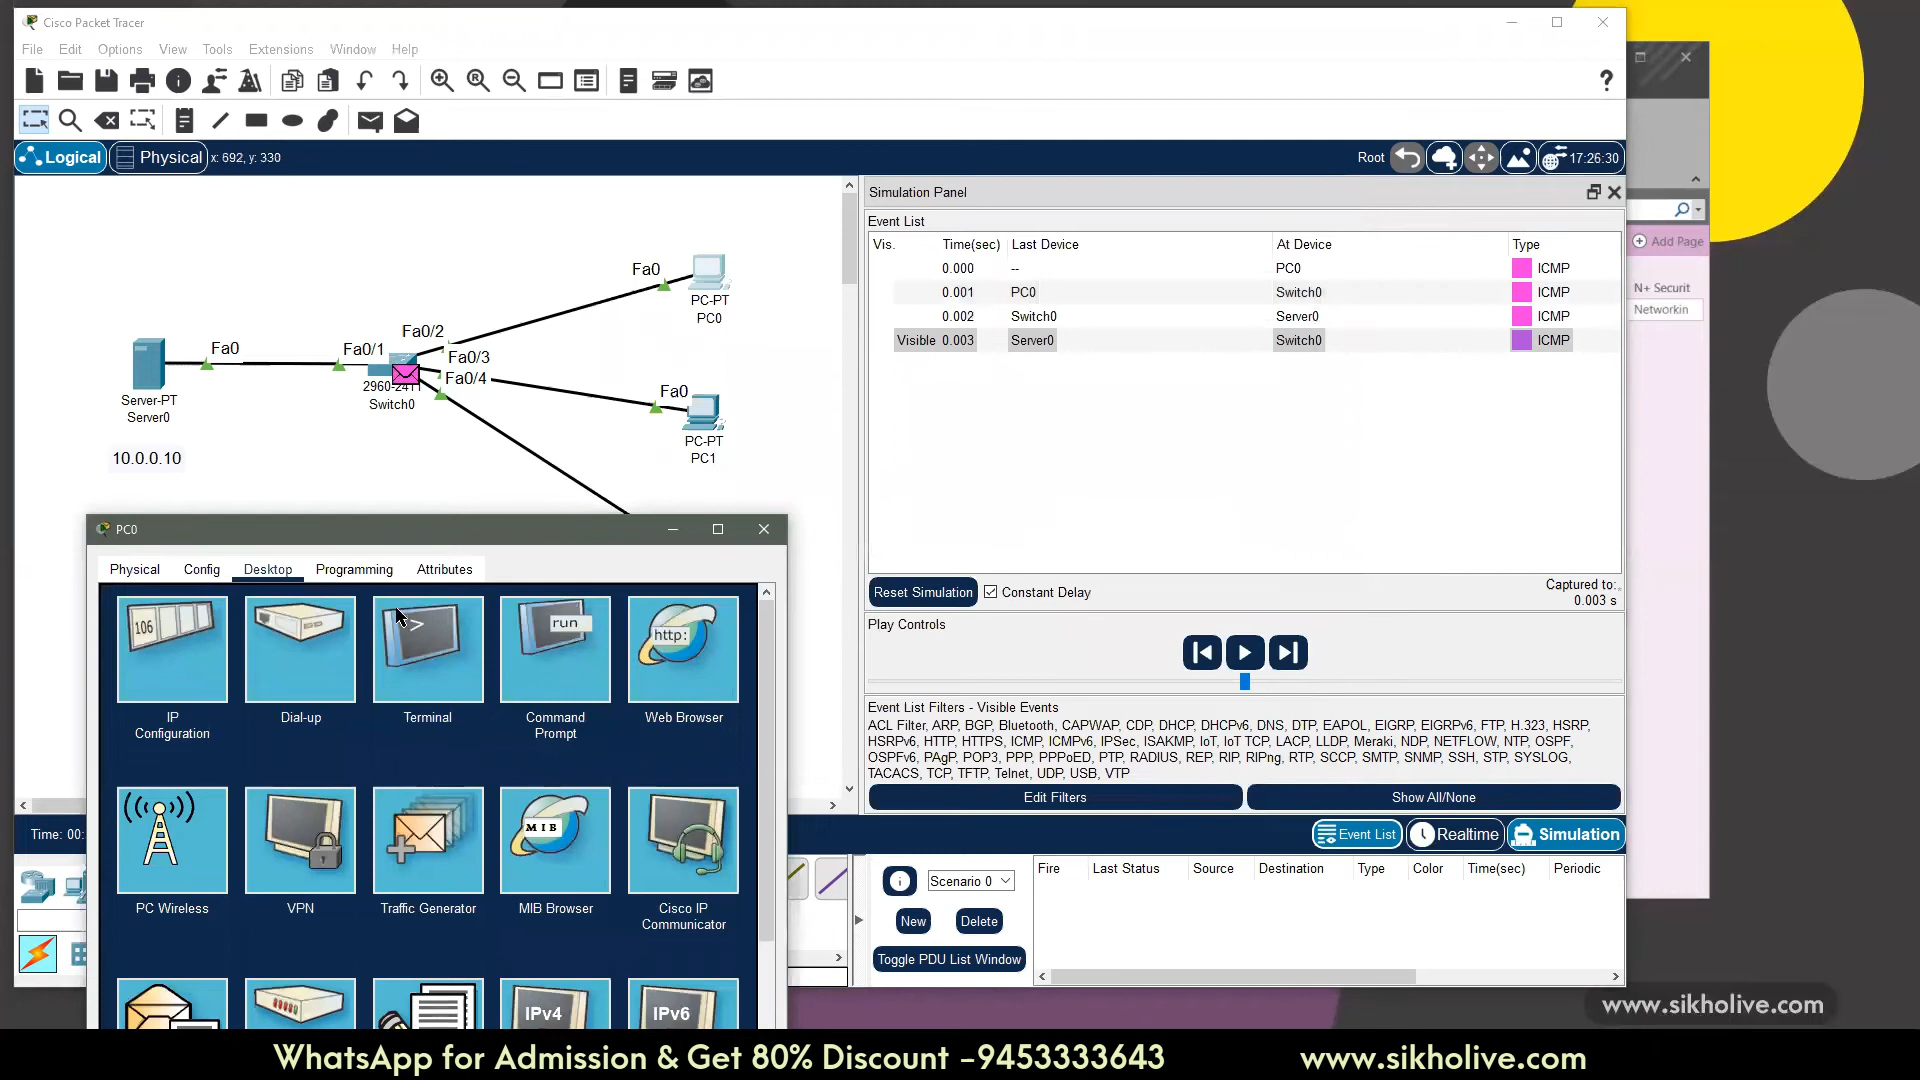 Cisco Packet Tracer
File Edit Options View Tools Extensions Window Help
?
Logical Physical x: 692, y: 330
Root 17:26:30
Simulation Panel
Event List
Vis. Time(sec) Last Device At Device Type
0.000 -- PC0 ICMP
0.001 PC0 Switch0 ICMP
0.002 Switch0 Server0 ICMP
Visible 0.003 Server0 Switch0 ICMP
Fa0
PC-PT
PC0
Fa0/2
Fa0
Fa0/1
Fa0/3
Fa0/4
Server-PT
Server0
2960-24TT
Switch0
Fa0
PC-PT
PC1
10.0.0.10
Add Page
N+ Securit
Networkin
PC0
Physical Config Desktop Programming Attributes
106
>
run
http:
IP
Configuration
Dial-up
Terminal
Command
Prompt
Web Browser
MIB
PC Wireless
VPN
Traffic Generator
MIB Browser
Cisco IP
Communicator
IPv4
IPv6
Reset Simulation Constant Delay
Captured to:
0.003 s
Play Controls
Event List Filters - Visible Events
ACL Filter, ARP, BGP, Bluetooth, CAPWAP, CDP, DHCP, DHCPv6, DNS, DTP, EAPOL, EIGRP, EIGRPv6, FTP, H.323, HSRP,
HSRPv6, HTTP, HTTPS, ICMP, ICMPv6, IPSec, ISAKMP, IoT, IoT TCP, LACP, LLDP, Meraki, NDP, NETFLOW, NTP, OSPF,
OSPFv6, PAgP, POP3, PPP, PPPoED, PTP, RADIUS, REP, RIP, RIPng, RTP, SCCP, SMTP, SNMP, SSH, STP, SYSLOG,
TACACS, TCP, TFTP, Telnet, UDP, USB, VTP
Edit Filters Show All/None
Time: 00:
Event List Realtime Simulation
Scenario 0
New Delete
Toggle PDU List Window
Fire Last Status Source Destination Type Color Time(sec) Periodic
www.sikholive.com
WhatsApp for Admission & Get 80% Discount –9453333643 www.sikholive.com